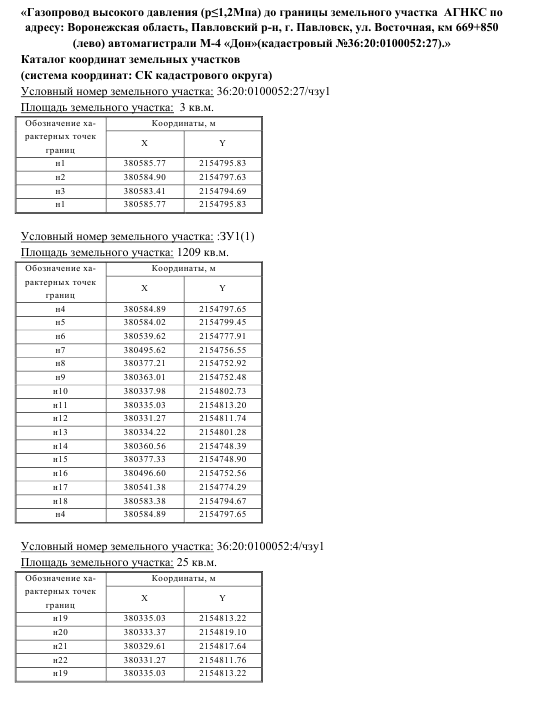 «Газопровод высокого давления (р≤1,2Мпа) до границы земельного участка АГНКС по
адресу: Воронежская область, Павловский р-н, г. Павловск, ул. Восточная, км 669+850
(лево) автомагистрали М-4 «Дон»(кадастровый №36:20:0100052:27).»
Каталог координат земельных участков
(система координат: СК кадастрового округа)
Условный номер земельного участка: 36:20:0100052:27/чзу1
Площадь земельного участка: 3 кв.м.
Обозначение ха-
рактерных точек
границ
Координаты, м
X Y
н1 380585.77 2154795.83
н2 380584.90 2154797.63
н3 380583.41 2154794.69
н1 380585.77 2154795.83
Условный номер земельного участка: :ЗУ1(1)
Площадь земельного участка: 1209 кв.м.
Обозначение ха-
рактерных точек
границ
Координаты, м
X Y
н4 380584.89 2154797.65
н5 380584.02 2154799.45
н6 380539.62 2154777.91
н7 380495.62 2154756.55
н8 380377.21 2154752.92
н9 380363.01 2154752.48
н10 380337.98 2154802.73
н11 380335.03 2154813.20
н12 380331.27 2154811.74
н13 380334.22 2154801.28
н14 380360.56 2154748.39
н15 380377.33 2154748.90
н16 380496.60 2154752.56
н17 380541.38 2154774.29
н18 380583.38 2154794.67
н4 380584.89 2154797.65
Условный номер земельного участка: 36:20:0100052:4/чзу1
Площадь земельного участка: 25 кв.м.
Обозначение ха-
рактерных точек
границ
Координаты, м
X Y
н19 380335.03 2154813.22
н20 380333.37 2154819.10
н21 380329.61 2154817.64
н22 380331.27 2154811.76
н19 380335.03 2154813.22